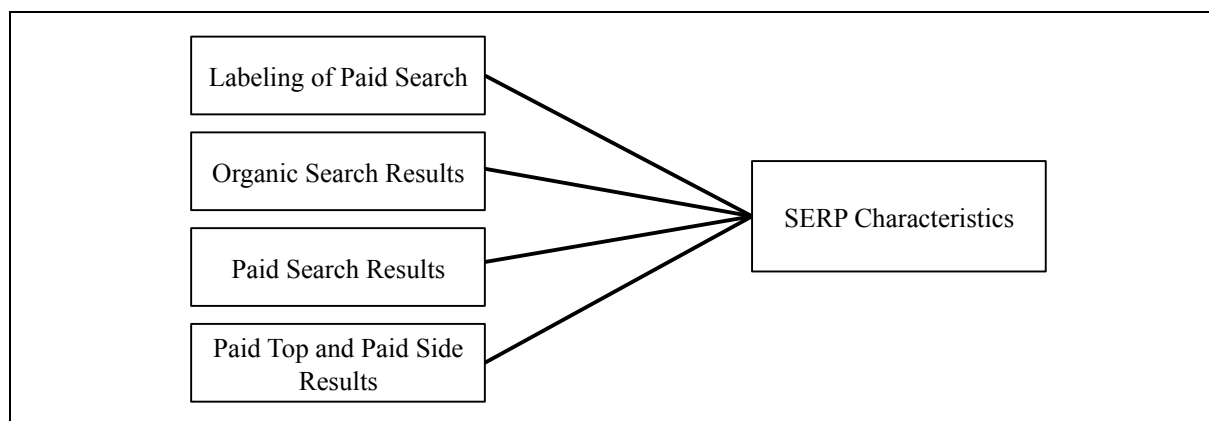 Labeling of Paid Search
Organic Search Results
Paid Search Results
Paid Top and Paid Side
Results
SERP Characteristics